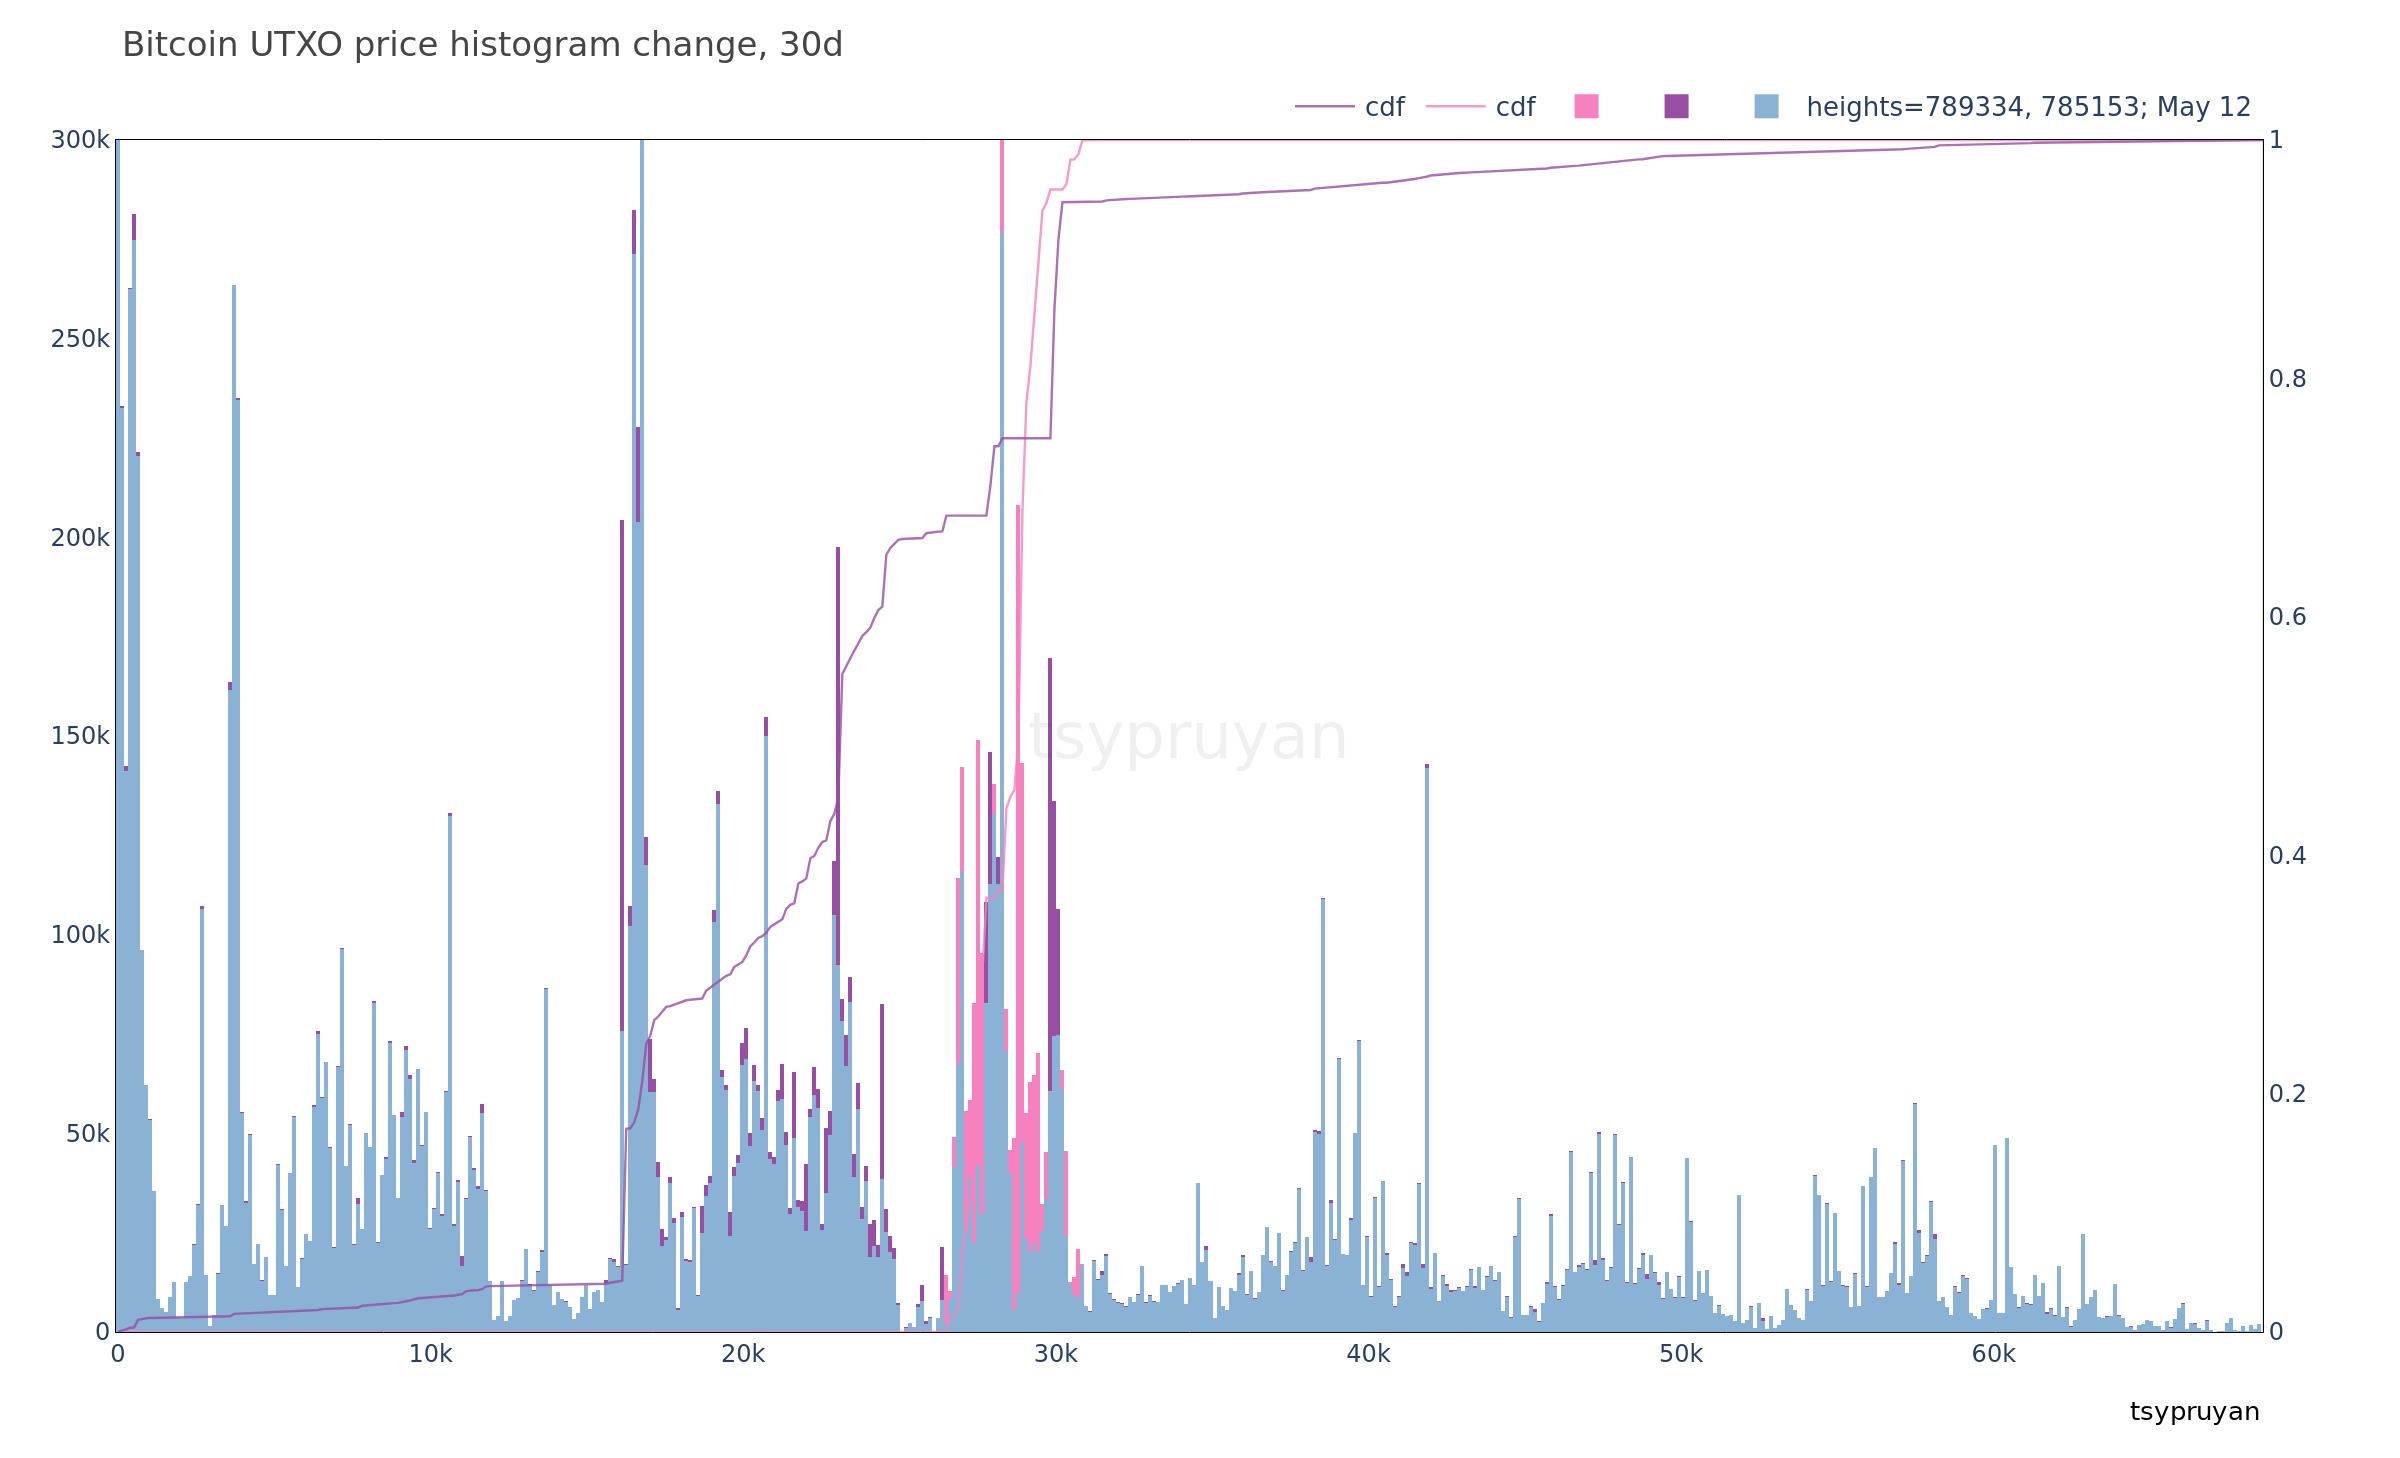 Bitcoin UTXO price histogram change, 30d
cdf cdf heights=789334, 785153; May 12
300k
250k
200k
150k
100k
50k
0
1
0.8
0.6
0.4
0.2
0
tsypruyan
0 10k 20k 30k 40k 50k 60k
tsypruyan